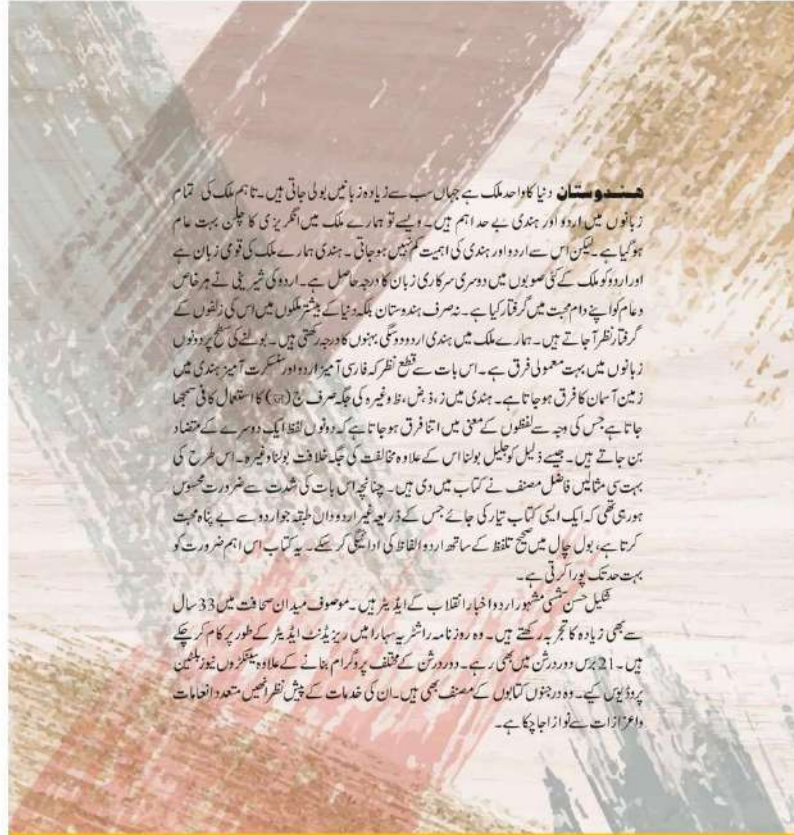 ہندوستان دنیا کا واحد ملک ہے جہاں سب سے زیادہ زبانیں بولی جاتی ہیں۔ تاہم ملک کی تمام
زبانوں میں اردو اور ہندی بے حد اہم ہیں۔ ویسے تو ہمارے ملک میں انگریزی کا چلن بہت عام
ہوگیا ہے۔ لیکن اس سے اردو اور ہندی کی اہمیت کم نہیں ہوجاتی۔ ہندی ہمارے ملک کی قومی زبان ہے
اور اردو کو ملک کے کئی صوبوں میں دوسری سرکاری زبان کا درجہ حاصل ہے۔ اردو کی شیرینی نے ہر خاص
و عام کو اپنے دام محبت میں گرفتار کیا ہے۔ نہ صرف ہندوستان بلکہ دنیا کے بیشتر ملکوں میں اس کی زلفوں کے
گرفتار نظر آجاتے ہیں۔ ہمارے ملک میں ہندی اردو دو سگی بہنوں کا درجہ رکھتی ہیں۔ بولنے کی سطح پر دونوں
زبانوں میں بہت معمولی فرق ہے۔ اس بات سے قطع نظر کہ فارسی آمیز اردو اور سنسکرت آمیز ہندی میں
زمین آسمان کا فرق ہوجاتا ہے۔ ہندی میں ز، ذ، ض، ظ وغیرہ کی جگہ صرف ج (ज) کا استعمال کافی سمجھا
جاتا ہے جس کی وجہ سے لفظوں کے معنی میں اتنا فرق ہوجاتا ہے کہ دونوں لفظ ایک دوسرے کے متضاد
بن جاتے ہیں۔ جیسے ذلیل کو جلیل بولنا اس کے علاوہ مخالفت کی جگہ خلافت بولنا وغیرہ۔ اس طرح کی
بہت سی مثالیں فاضل مصنف نے کتاب میں دی ہیں۔ چنانچہ اس بات کی شدت سے ضرورت محسوس
ہورہی تھی کہ ایک ایسی کتاب تیار کی جائے جس کے ذریعہ غیر اردو داں طبقہ جو اردو سے بے پناہ محبت
کرتا ہے، بول چال میں صحیح تلفظ کے ساتھ اردو الفاظ کی ادائیگی کرسکے۔ یہ کتاب اس اہم ضرورت کو
بہت حد تک پورا کرتی ہے۔
شکیل حسن شمسی مشہور اردو اخبار انقلاب کے ایڈیٹر ہیں۔ موصوف میدان صحافت میں 33 سال
سے بھی زیادہ کا تجربہ رکھتے ہیں۔ وہ روزنامہ راشٹریہ سہارا میں ریزیڈنٹ ایڈیٹر کے طور پر کام کرچکے
ہیں۔ 21 برس دوردرشن میں بھی رہے۔ دوردرشن کے مختلف پروگرام بنانے کے علاوہ سینکڑوں نیوز بلٹین
پروڈیوس کیے۔ وہ درجنوں کتابوں کے مصنف بھی ہیں۔ ان کی خدمات کے پیش نظر انھیں متعدد انعامات
و اعزازات سے نوازا جاچکا ہے۔